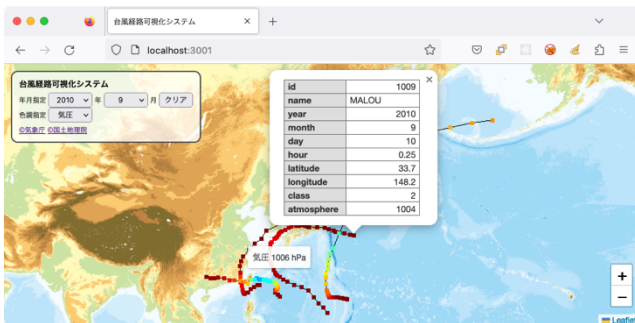 台風経路可視化システム
localhost:3001
台風経路可視化システム
年月指定 2010 年 9 月 クリア
色調指定 気圧
©気象庁 ©国土地理院
id 1009
name MALOU
year 2010
month 9
day 10
hour 0.25
latitude 33.7
longitude 148.2
class 2
atmosphere 1004
気圧 1006 hPa
+
−
Leaflet